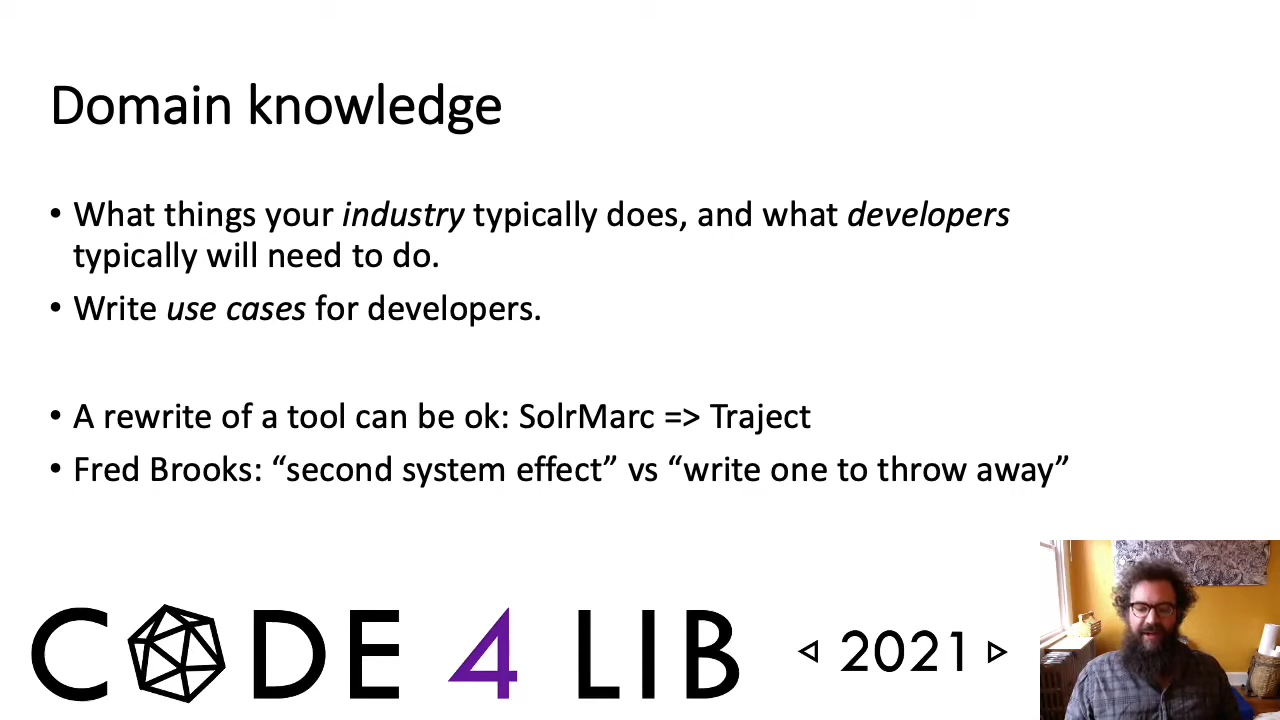 Domain knowledge
• What things your industry typically does, and what developers
typically will need to do.
• Write use cases for developers.
• A rewrite of a tool can be ok: SolrMarc => Traject
• Fred Brooks: “second system effect” vs “write one to throw away”
CODE 4 LIB
2021